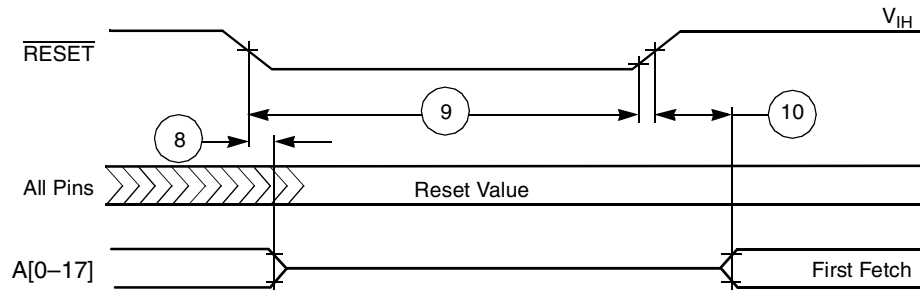 V_IH
RESET
9
10
8
All Pins
Reset Value
A[0–17]
First Fetch